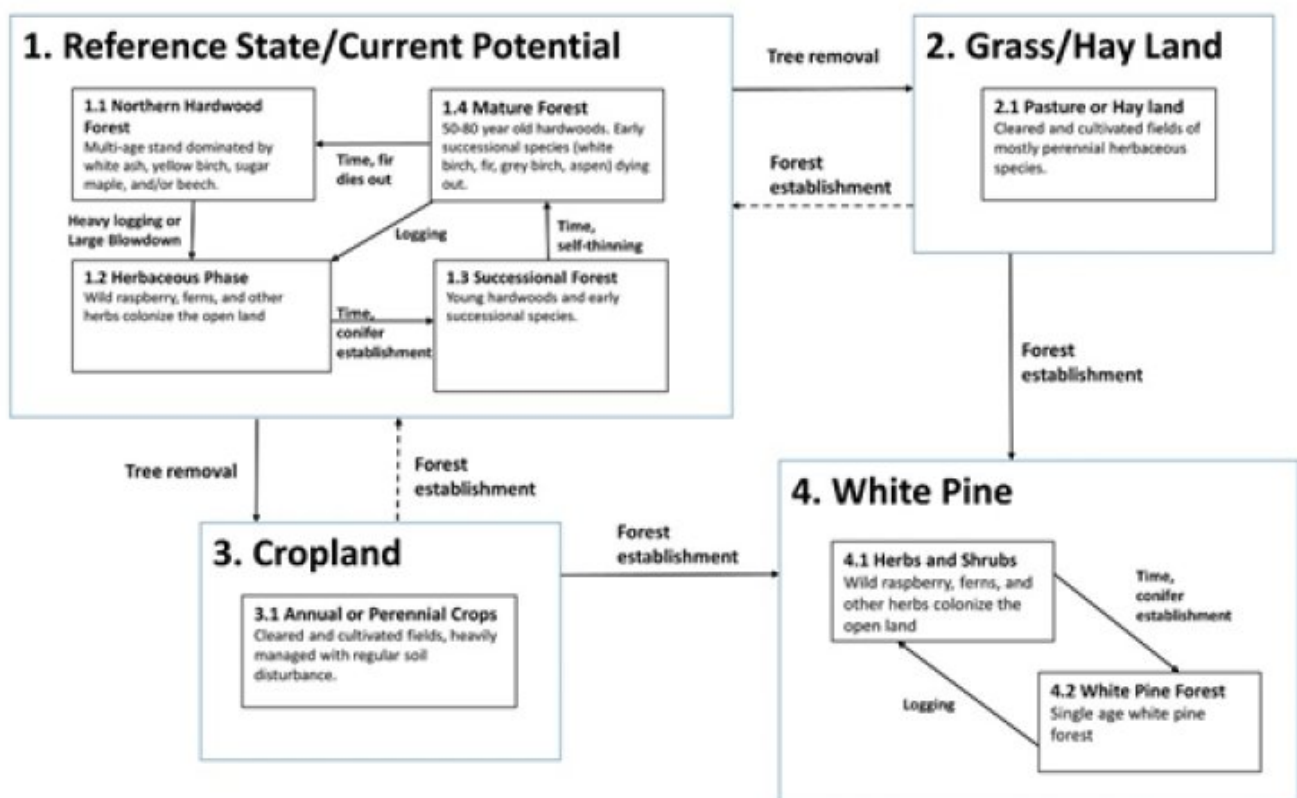 1. Reference State/Current Potential
1.1 Northern Hardwood
Forest
Multi-age stand dominated by
white ash, yellow birch, sugar
maple, and/or beech.
1.4 Mature Forest
50-80 year old hardwoods. Early
successional species (white
birch, fir, grey birch, aspen) dying
out.
Time, fir
dies out
Heavy logging or
Large Blowdown
Logging
Time,
self-thinning
1.2 Herbaceous Phase
Wild raspberry, ferns, and other
herbs colonize the open land
Time,
conifer
establishment
1.3 Successional Forest
Young hardwoods and early
successional species.
Tree removal
Forest
establishment
2. Grass/Hay Land
2.1 Pasture or Hay land
Cleared and cultivated fields of
mostly perennial herbaceous
species.
Forest
establishment
Tree removal
Forest
establishment
3. Cropland
3.1 Annual or Perennial Crops
Cleared and cultivated fields, heavily
managed with regular soil
disturbance.
Forest
establishment
4. White Pine
4.1 Herbs and Shrubs
Wild raspberry, ferns, and
other herbs colonize the
open land
Time,
conifer
establishment
Logging
4.2 White Pine Forest
Single age white pine
forest